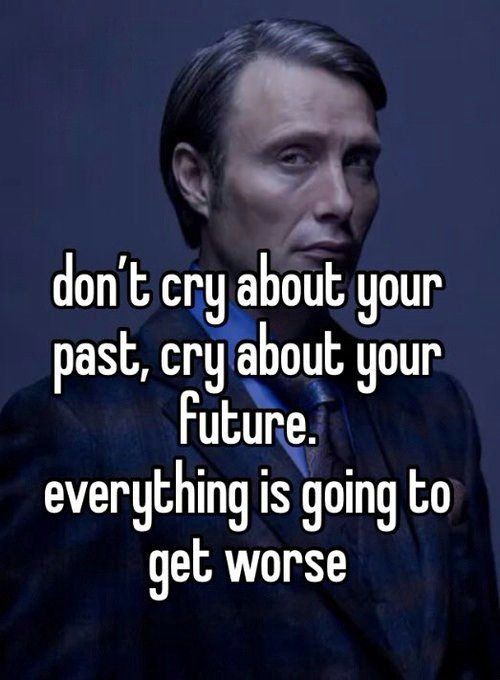 don't cry about your
past, cry about your
future.
everything is going to
get worse